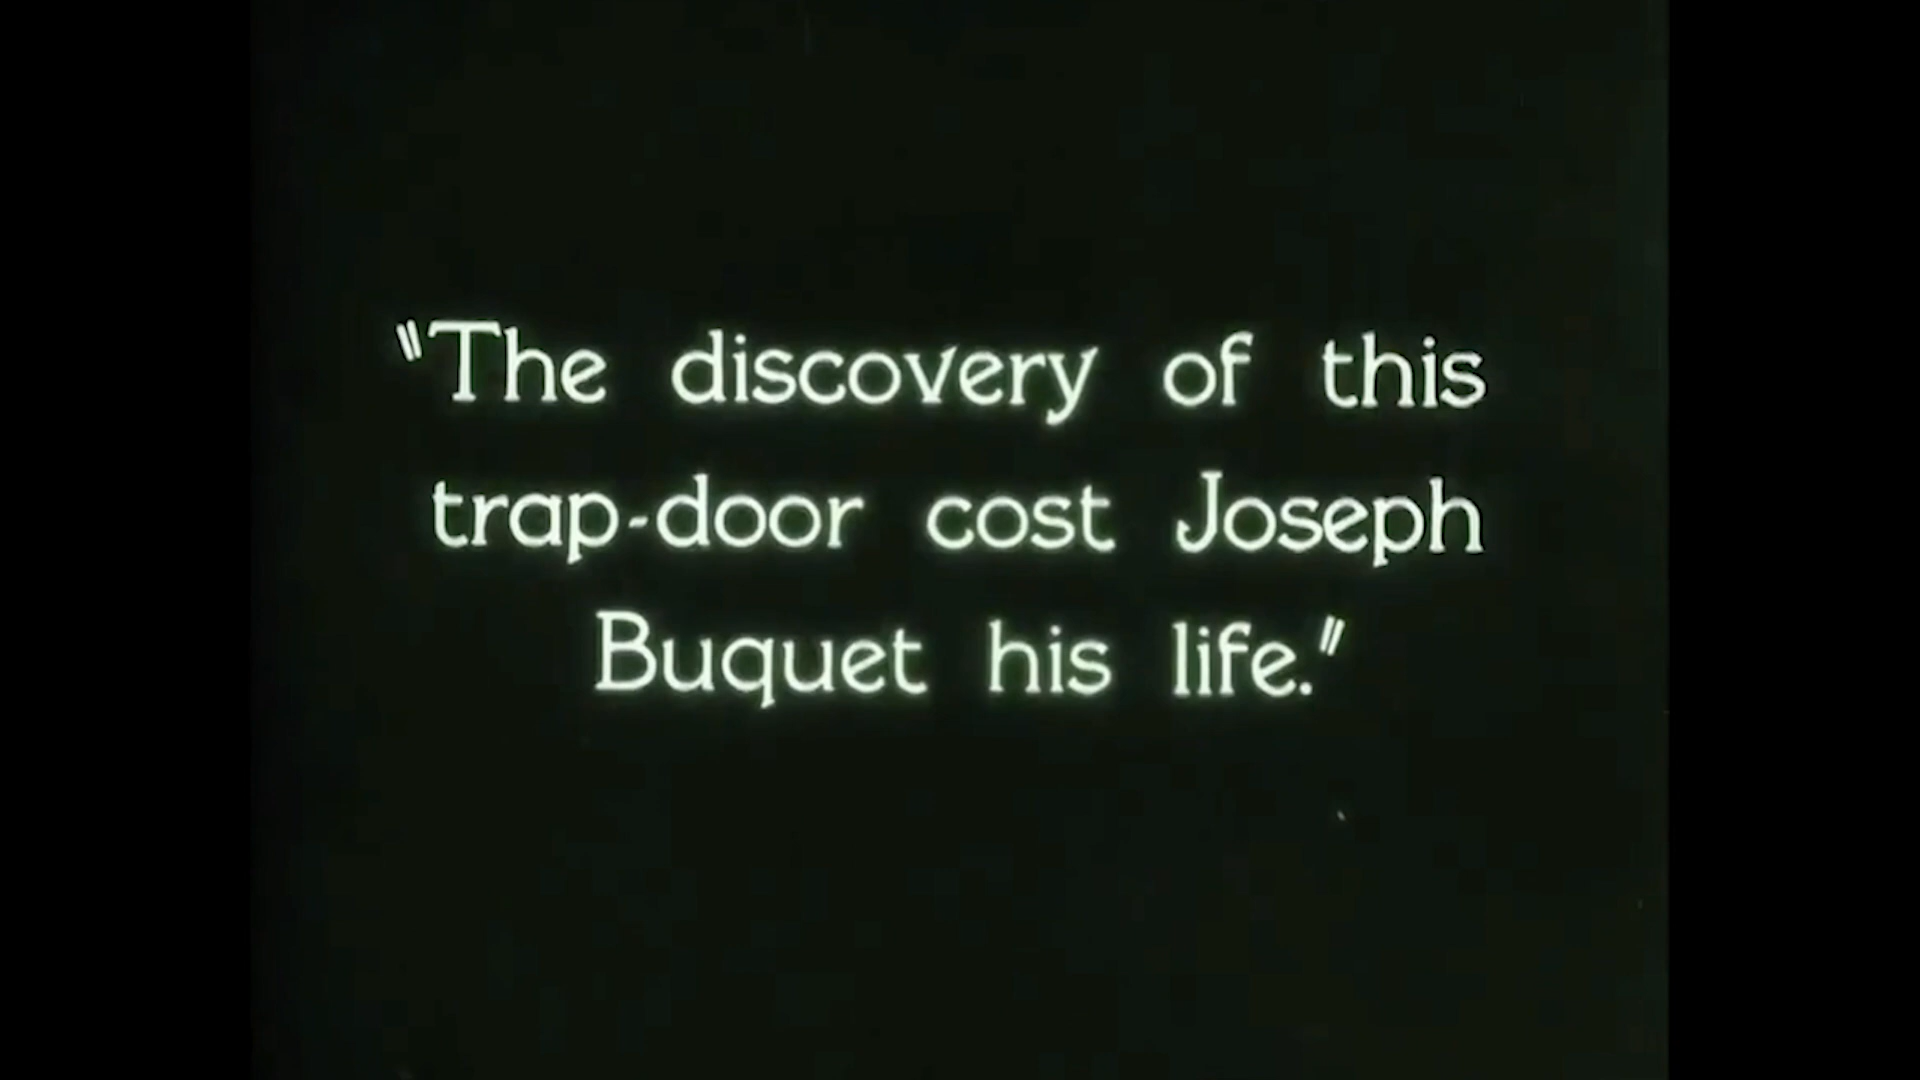 "The discovery of this
trap-door cost Joseph
Buquet his life."